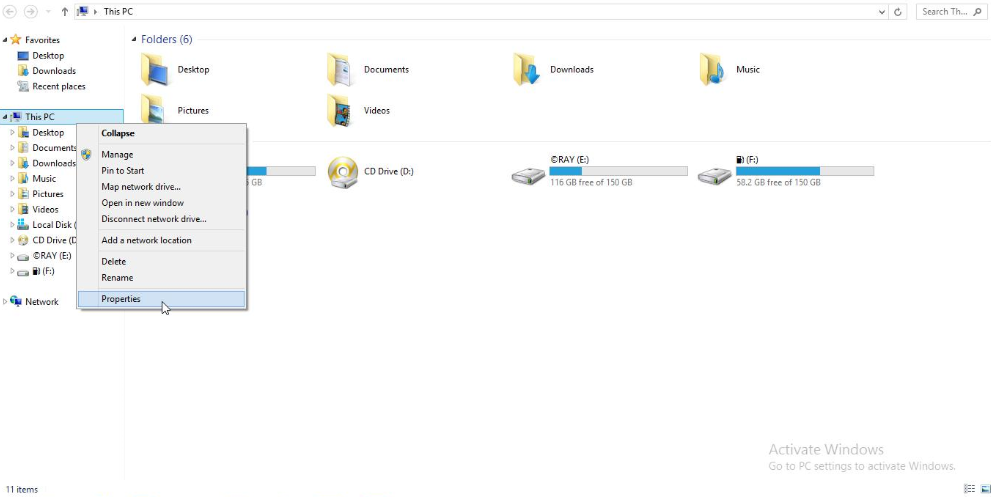 This PC
Search Th...
Favorites
Desktop
Downloads
Recent places
This PC
Desktop
Documents
Downloads
Music
Pictures
Videos
Local Disk (
CD Drive (D
©RAY (E:)
(F:)
Network
Folders (6)
Desktop
Documents
Downloads
Music
Pictures
Videos
GB
CD Drive (D:)
©RAY (E:)
116 GB free of 150 GB
(F:)
58.2 GB free of 150 GB
Collapse
Manage
Pin to Start
Map network drive...
Open in new window
Disconnect network drive...
Add a network location
Delete
Rename
Properties
Activate Windows
Go to PC settings to activate Windows.
11 items